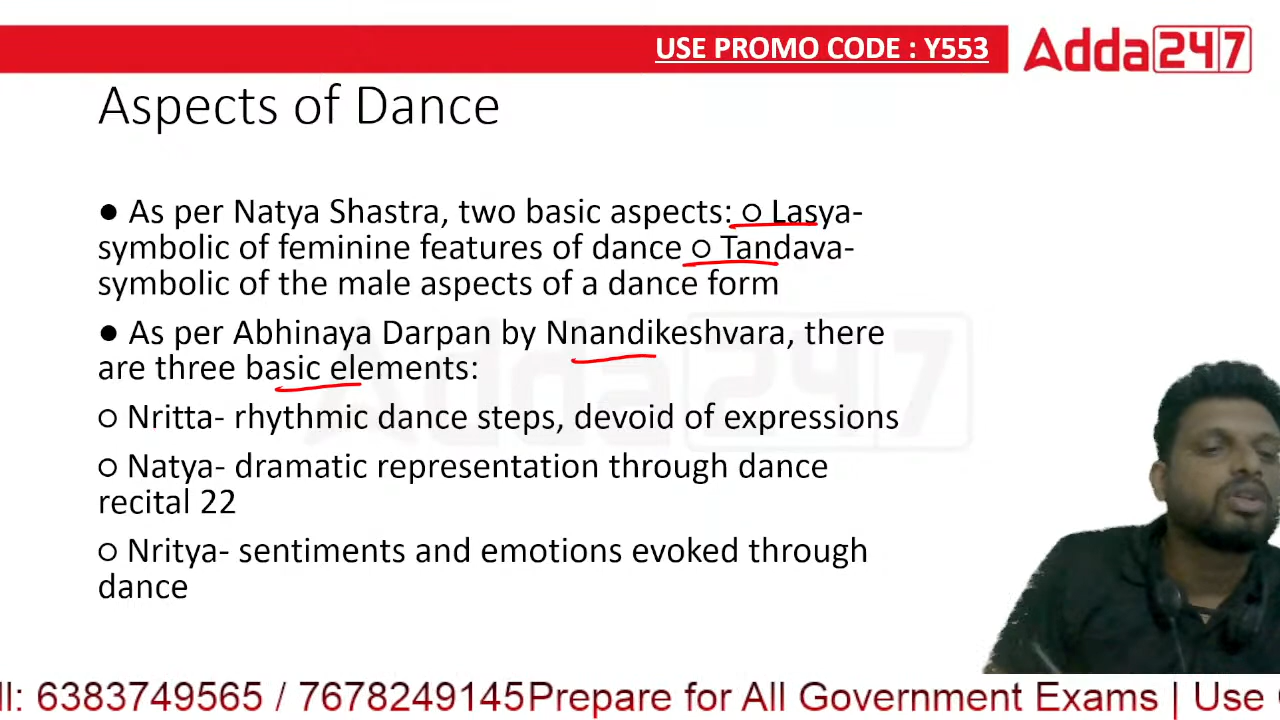 USE PROMO CODE : Y553
Adda247
Aspects of Dance
● As per Natya Shastra, two basic aspects: ○ Lasya-
symbolic of feminine features of dance ○ Tandava-
symbolic of the male aspects of a dance form
● As per Abhinaya Darpan by Nnandikeshvara, there
are three basic elements:
○ Nritta- rhythmic dance steps, devoid of expressions
○ Natya- dramatic representation through dance
recital 22
○ Nritya- sentiments and emotions evoked through
dance
Adda247
ll: 6383749565 / 7678249145Prepare for All Government Exams | Use